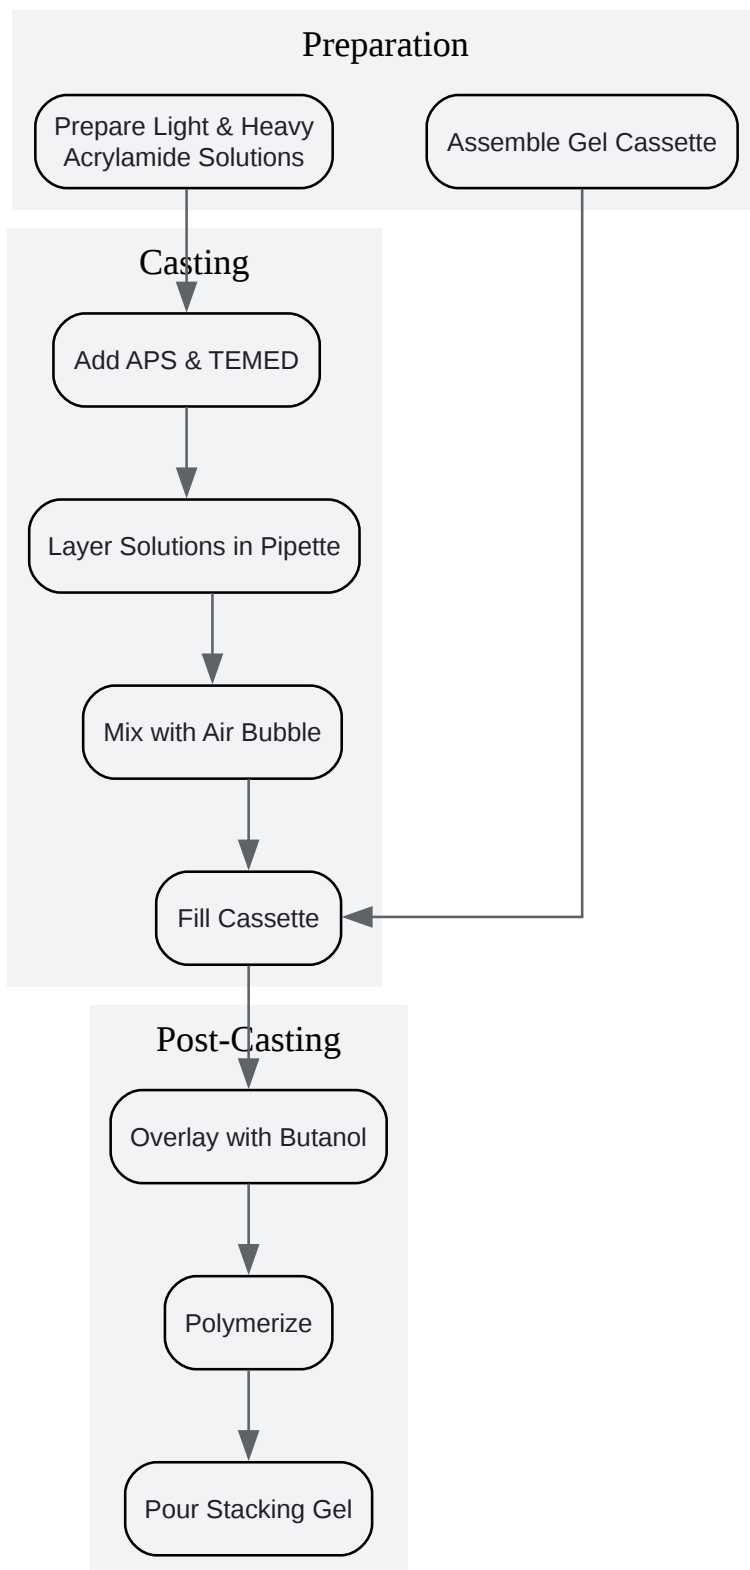 Preparation
Prepare Light & Heavy
Acrylamide Solutions
Assemble Gel Cassette
Casting
Add APS & TEMED
Layer Solutions in Pipette
Mix with Air Bubble
Fill Cassette
Post-Casting
Overlay with Butanol
Polymerize
Pour Stacking Gel